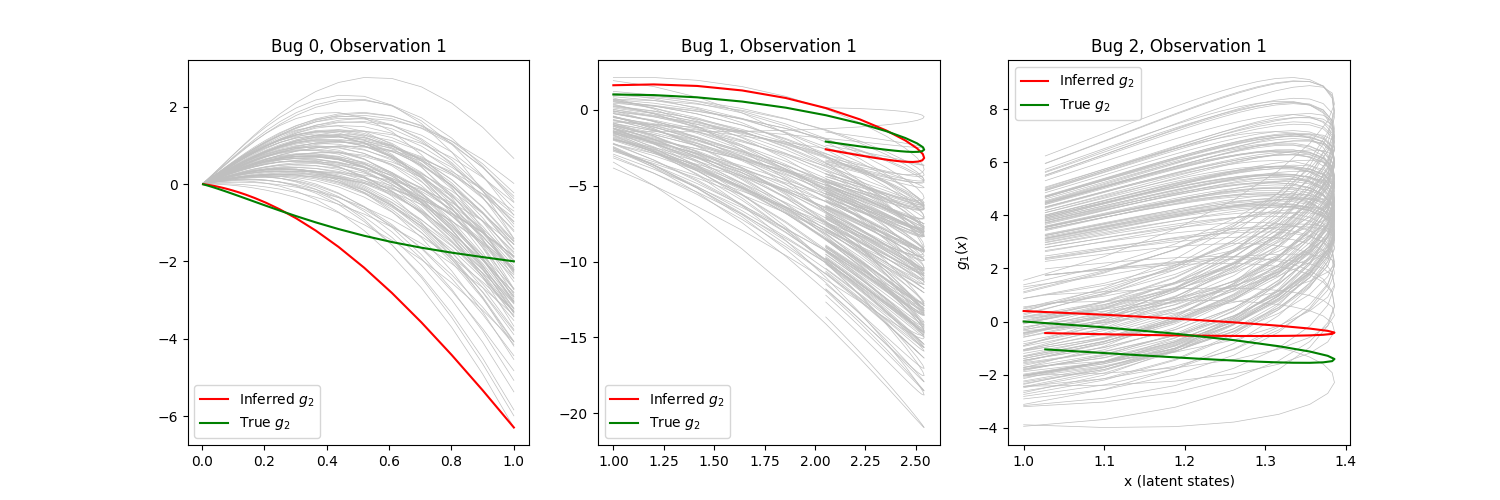 Bug 0, Observation 1
2
0
−2
−4
−6
0.0 0.2 0.4 0.6 0.8 1.0
Inferred g₂
True g₂
Bug 1, Observation 1
0
−5
−10
−15
−20
1.00 1.25 1.50 1.75 2.00 2.25 2.50
Inferred g₂
True g₂
Bug 2, Observation 1
Inferred g₂
True g₂
8
6
4
2
0
−2
−4
g₁(x)
1.0 1.1 1.2 1.3 1.4
x (latent states)